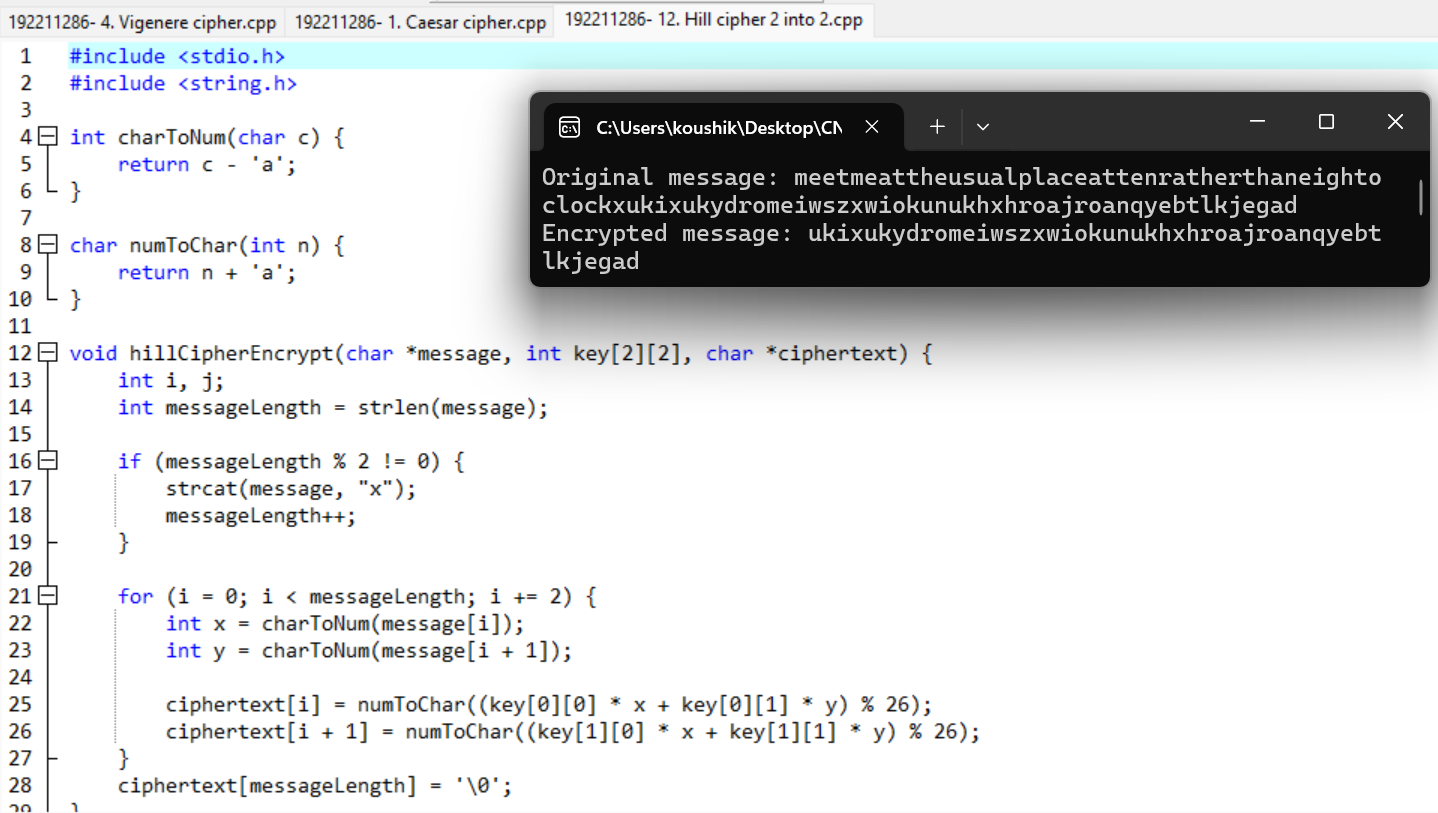 192211286- 4. Vigenere cipher.cpp 192211286- 1. Caesar cipher.cpp 192211286- 12. Hill cipher 2 into 2.cpp
1 #include <stdio.h>
2 #include <string.h>
3
4 int charToNum(char c) {
5 return c - 'a';
6 }
7
8 char numToChar(int n) {
9 return n + 'a';
10 }
11
12 void hillCipherEncrypt(char *message, int key[2][2], char *ciphertext) {
13 int i, j;
14 int messageLength = strlen(message);
15
16 if (messageLength % 2 != 0) {
17 strcat(message, "x");
18 messageLength++;
19 }
20
21 for (i = 0; i < messageLength; i += 2) {
22 int x = charToNum(message[i]);
23 int y = charToNum(message[i + 1]);
24
25 ciphertext[i] = numToChar((key[0][0] * x + key[0][1] * y) % 26);
26 ciphertext[i + 1] = numToChar((key[1][0] * x + key[1][1] * y) % 26);
27 }
28 ciphertext[messageLength] = '\0';
29 }
C:\Users\koushik\Desktop\CN
Original message: meetmeattheusualplaceattenratherthaneighto
clockxukixukydromeiwszxwiokunukhxhroajroanqyebtlkjegad
Encrypted message: ukixukydromeiwszxwiokunukhxhroajroanqyebt
lkjegad